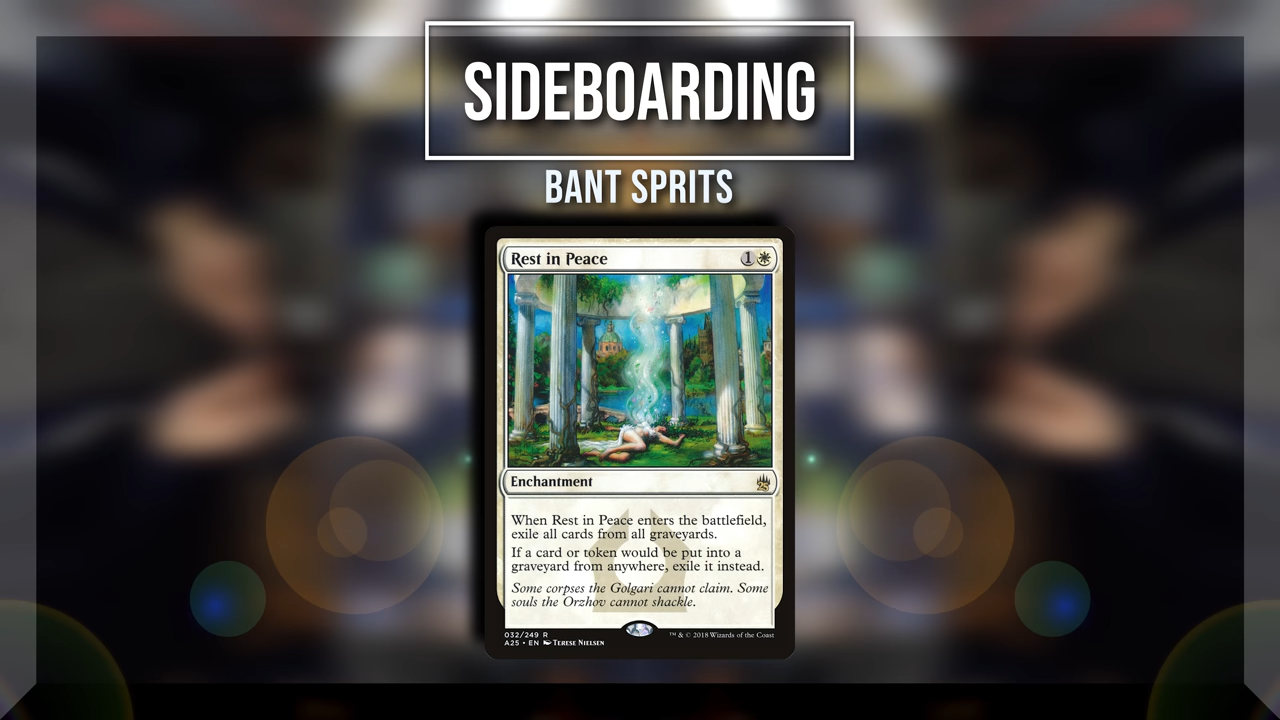 SIDEBOARDING
BANT SPRITS
Rest in Peace 1
Enchantment
When Rest in Peace enters the battlefield,
exile all cards from all graveyards.
If a card or token would be put into a
graveyard from anywhere, exile it instead.
Some corpses the Golgari cannot claim. Some
souls the Orzhov cannot shackle.
032/249 R
A25 • EN TERESE NIELSEN
™ & © 2018 Wizards of the Coast